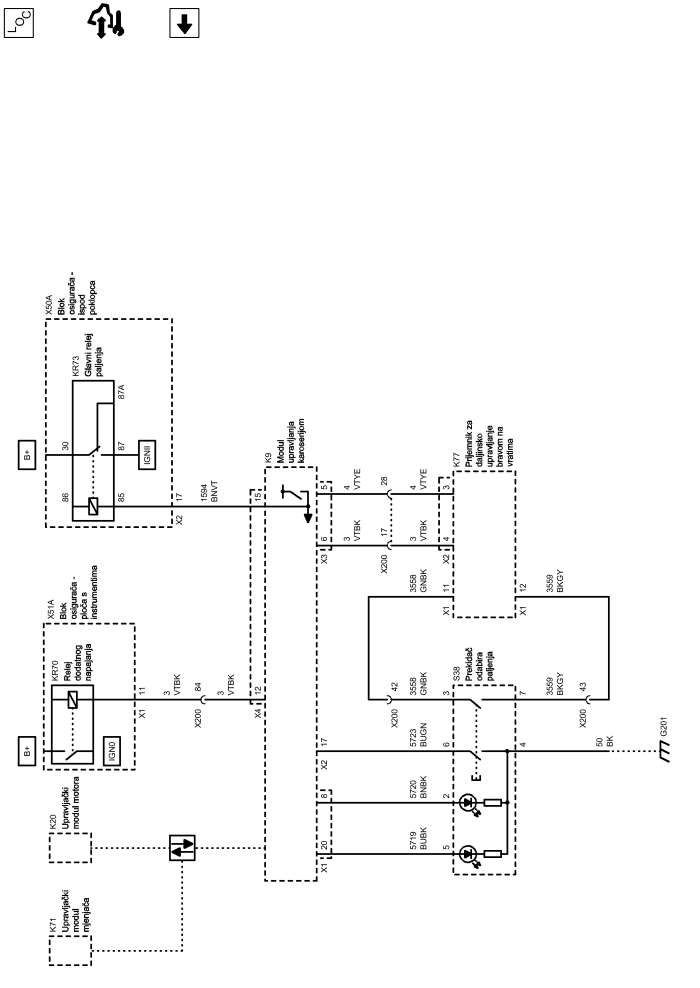 LOC
K71
Upravljački
modul
mjenjača
K20
Upravljački
modul motora
B+
X51A
Blok
osigurača -
ploča s
instrumentima
KR70
Relej
dodatnog
napajanja
IGN0
11
X1
3
VTBK
84
X200
3
VTBK
12
X4
B+
X50A
Blok
osigurača -
ispod
poklopca
KR73
Glavni relej
paljenja
86
30
87A
85
87
IGNII
17
X2
1594
BNVT
15
K9
Modul
upravljanja
karoserijom
X1
20
8
X2
17
X3
6
5
5719
BUBK
5720
BNBK
5723
BUGN
3
VTBK
4
VTYE
X200
17
28
3
VTBK
4
VTYE
X2
4
3
K77
Prijemnik za
daljinsko
upravljanje
bravom na
vratima
3558
GNBK
X1
11
X1
12
3559
BKGY
X200
42
3558
GNBK
5
2
6
3
S38
Prekidač
odabira
paljenja
4
7
3559
BKGY
X200
43
50
BK
G201